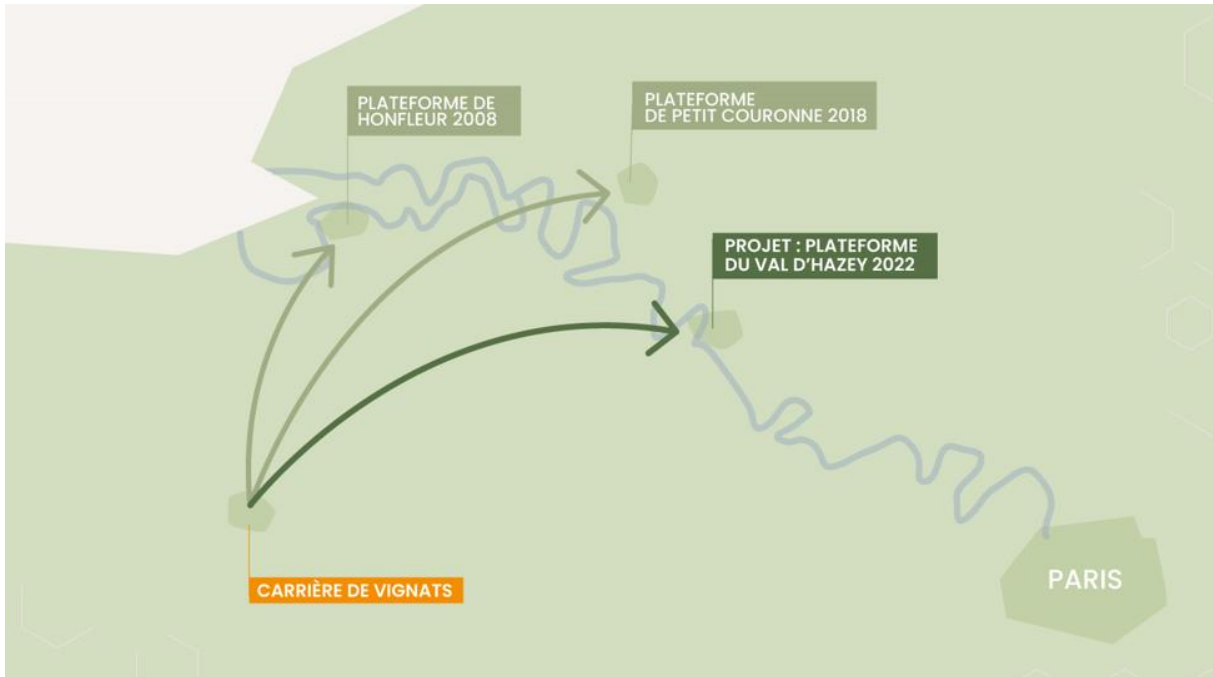 PLATEFORME DE
HONFLEUR 2008
PLATEFORME
DE PETIT COURONNE 2018
PROJET : PLATEFORME
DU VAL D'HAZEY 2022
CARRIÈRE DE VIGNATS
PARIS